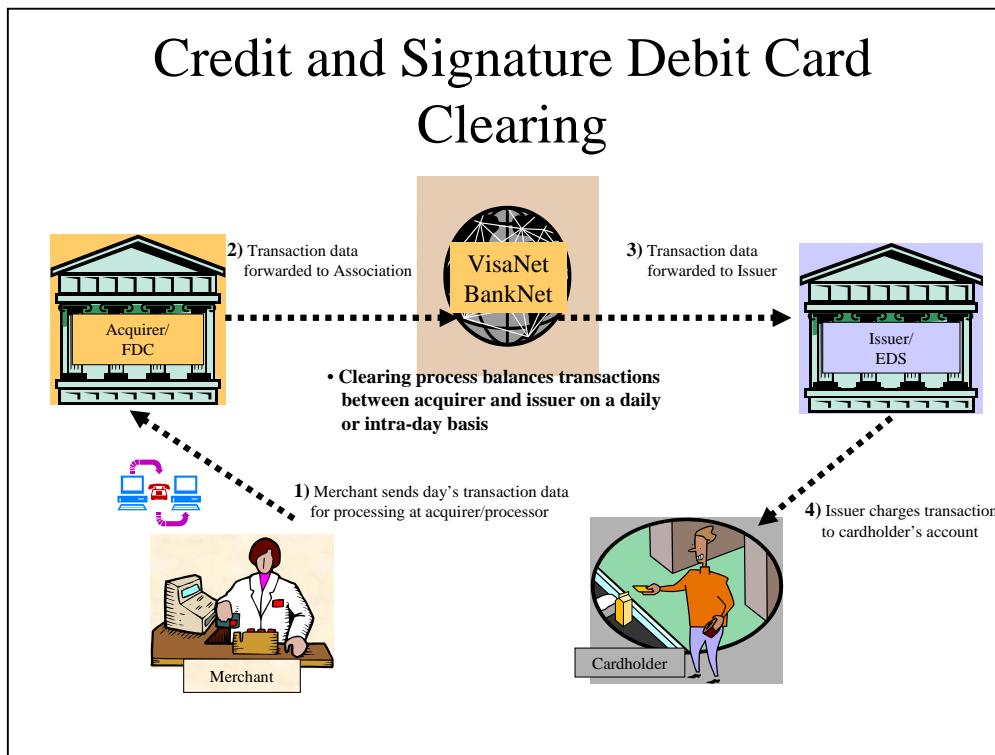 Credit and Signature Debit Card
Clearing
2) Transaction data
forwarded to Association
VisaNet
BankNet
3) Transaction data
forwarded to Issuer
Acquirer/
FDC
Issuer/
EDS
• Clearing process balances transactions
between acquirer and issuer on a daily
or intra-day basis
1) Merchant sends day's transaction data
for processing at acquirer/processor
4) Issuer charges transaction
to cardholder's account
Merchant
Cardholder